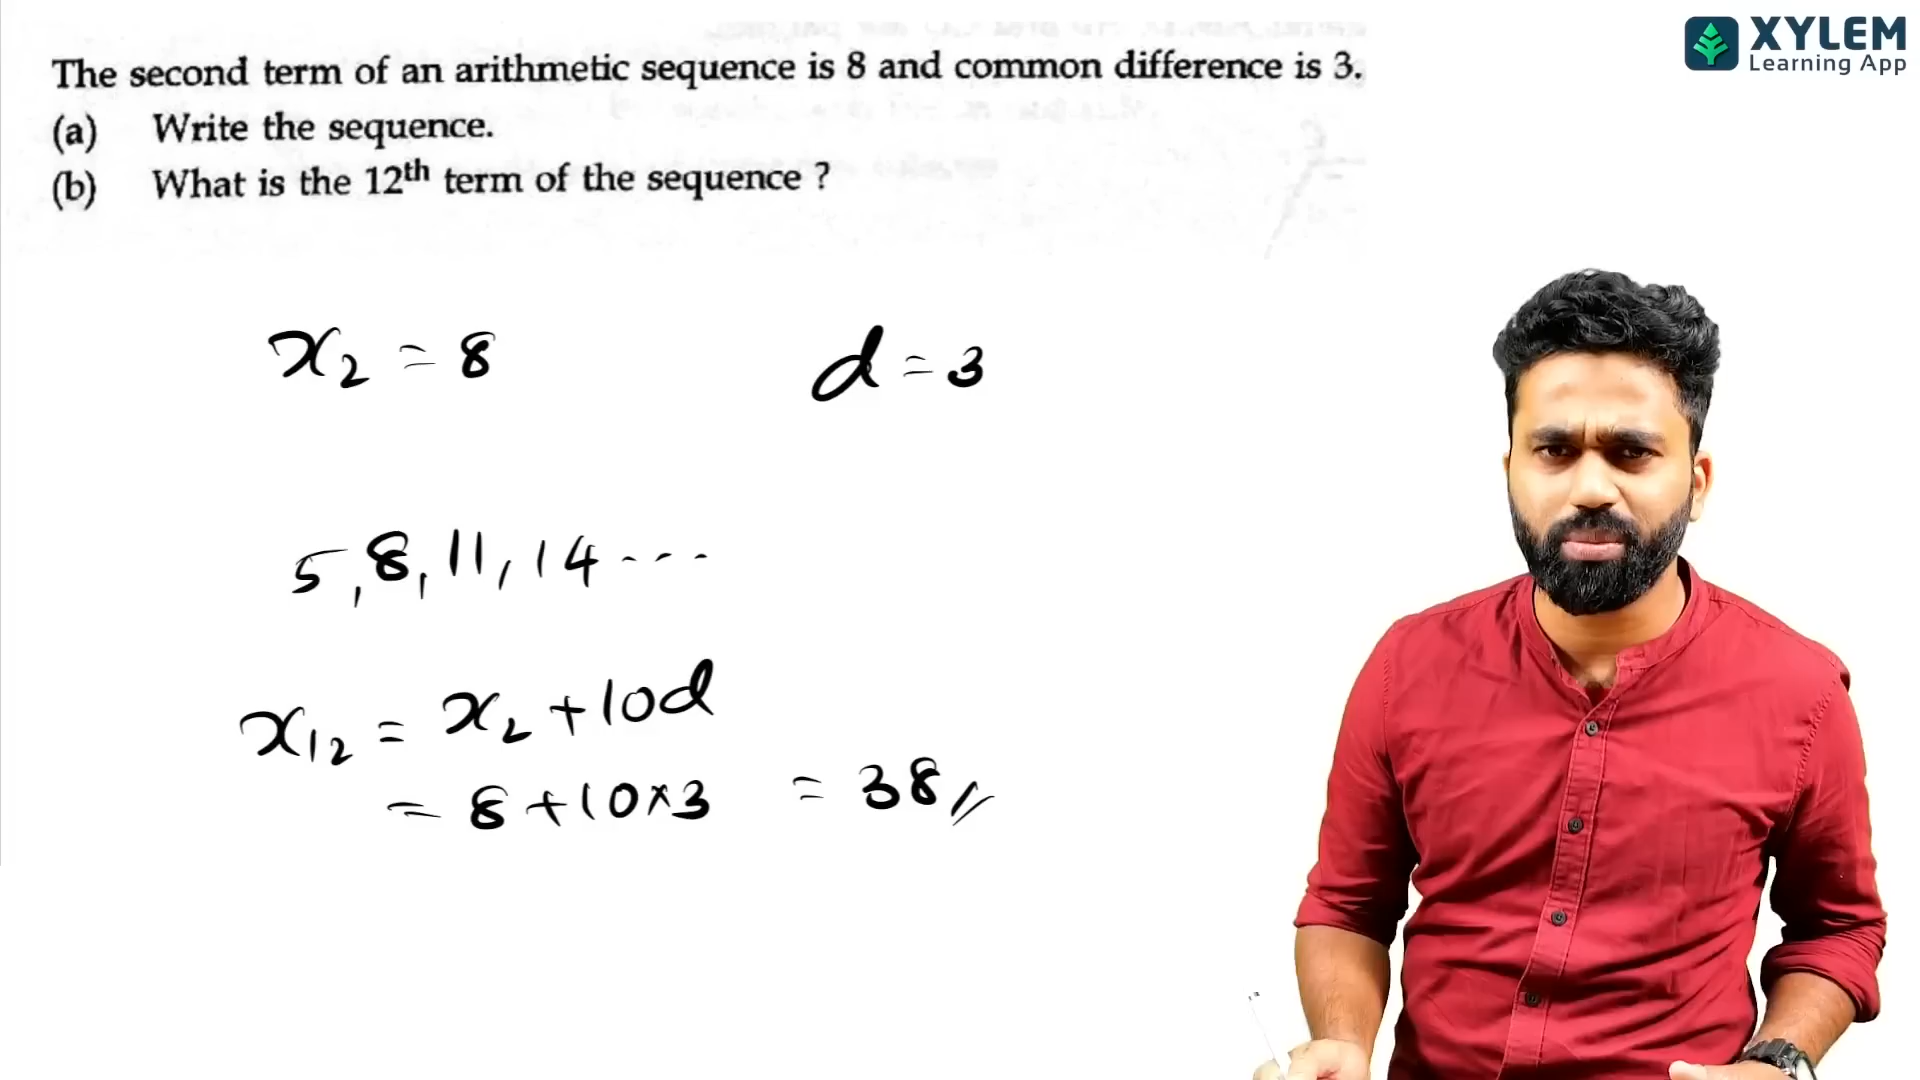 XYLEM
Learning App
The second term of an arithmetic sequence is 8 and common difference is 3.
(a) Write the sequence.
(b) What is the 12th term of the sequence ?
x₂ = 8 d = 3
5, 8, 11, 14 ---
x₁₂ = x₂ + 10d
= 8 + 10 × 3 = 38 //